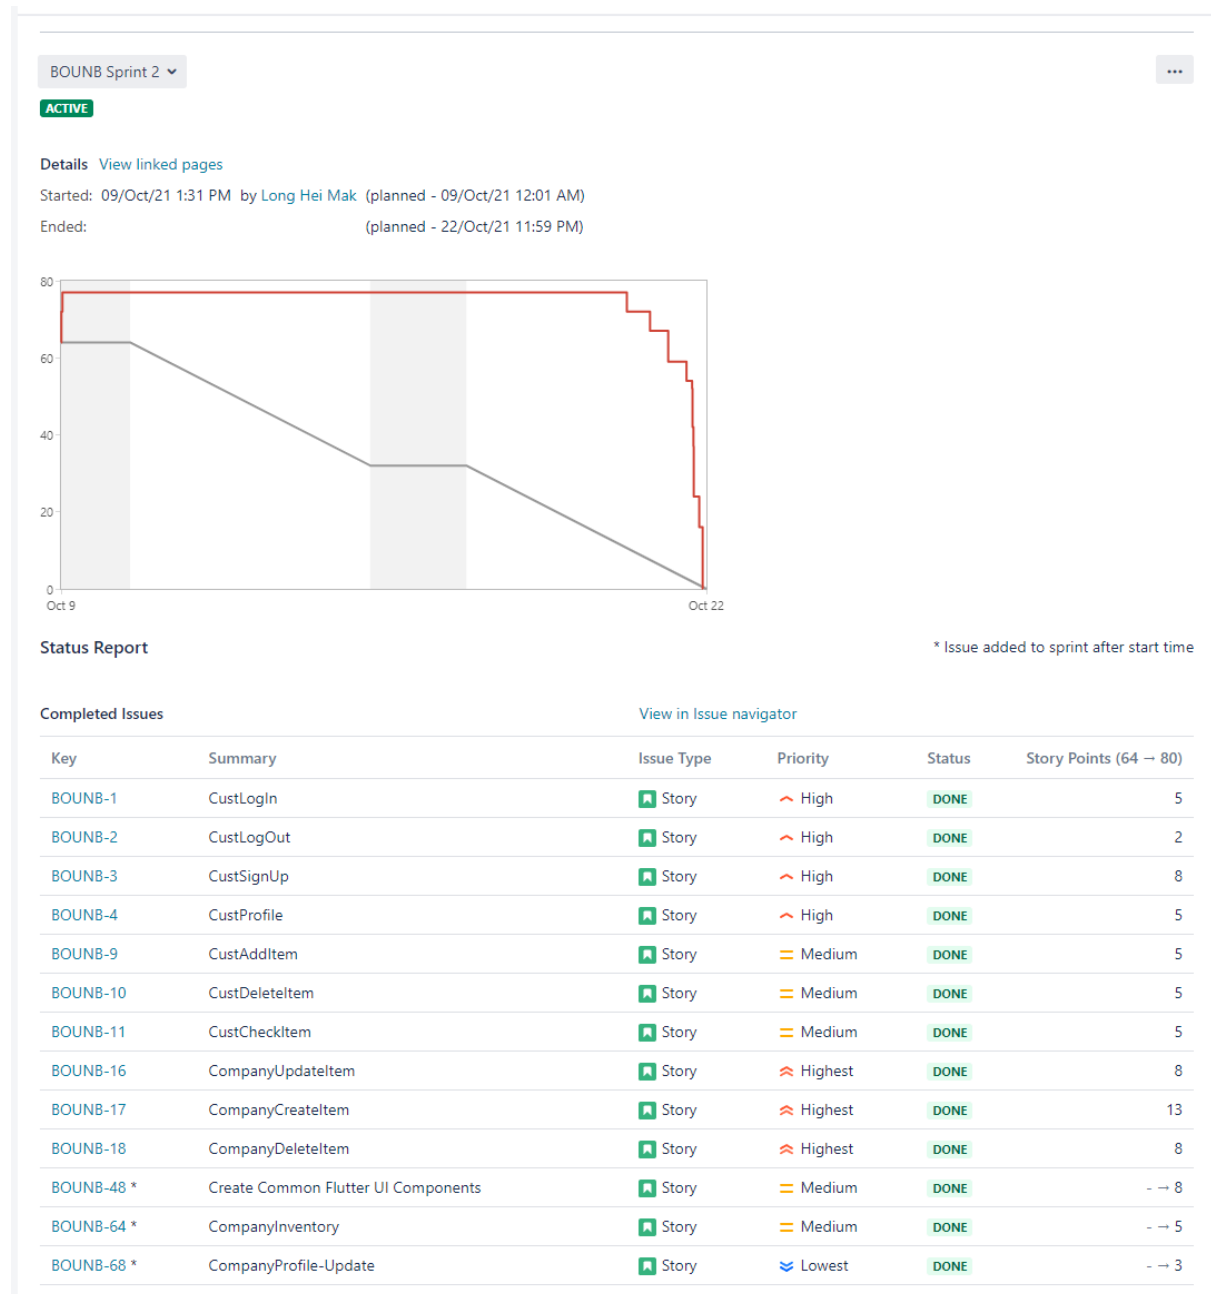 BOUNB Sprint 2
...
ACTIVE
Details View linked pages
Started: 09/Oct/21 1:31 PM by Long Hei Mak (planned - 09/Oct/21 12:01 AM)
Ended: (planned - 22/Oct/21 11:59 PM)
80
60
40
20
0
Oct 9 Oct 22
Status Report * Issue added to sprint after start time
Completed Issues View in Issue navigator
Key Summary Issue Type Priority Status Story Points (64 → 80)
BOUNB-1 CustLogIn Story High DONE 5
BOUNB-2 CustLogOut Story High DONE 2
BOUNB-3 CustSignUp Story High DONE 8
BOUNB-4 CustProfile Story High DONE 5
BOUNB-9 CustAddItem Story Medium DONE 5
BOUNB-10 CustDeleteItem Story Medium DONE 5
BOUNB-11 CustCheckItem Story Medium DONE 5
BOUNB-16 CompanyUpdateItem Story Highest DONE 8
BOUNB-17 CompanyCreateItem Story Highest DONE 13
BOUNB-18 CompanyDeleteItem Story Highest DONE 8
BOUNB-48 * Create Common Flutter UI Components Story Medium DONE - → 8
BOUNB-64 * CompanyInventory Story Medium DONE - → 5
BOUNB-68 * CompanyProfile-Update Story Lowest DONE - → 3